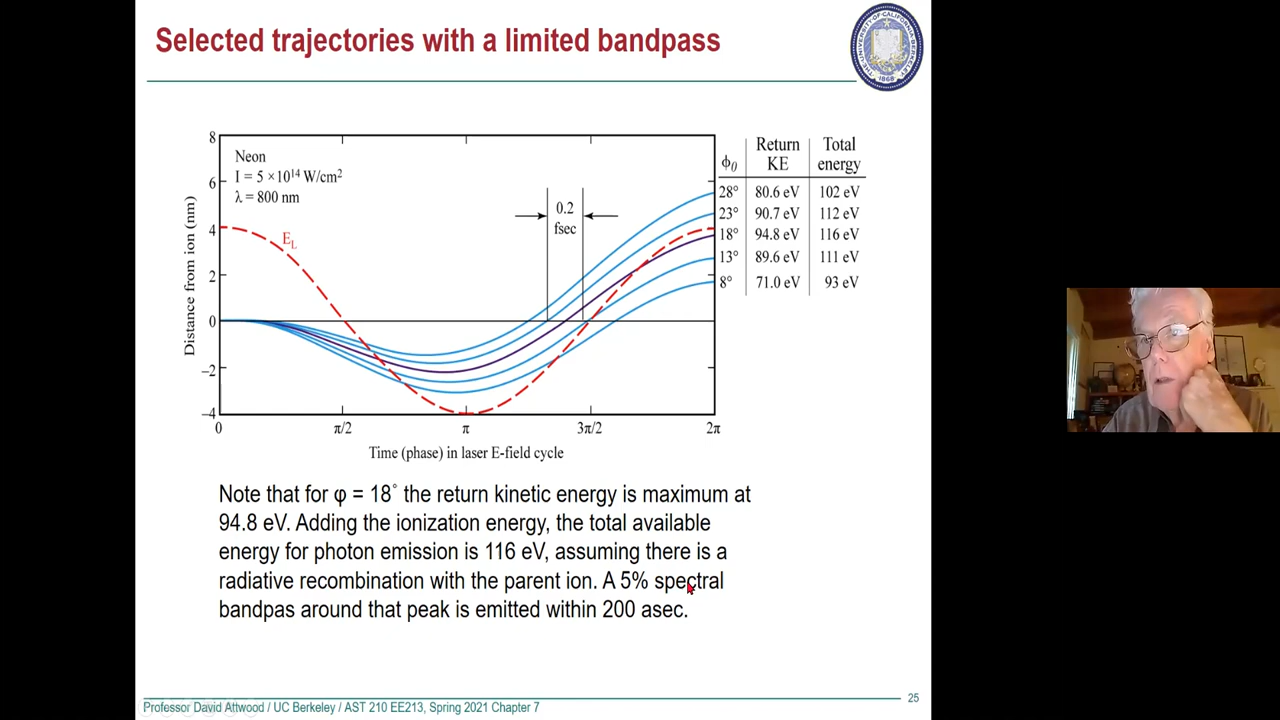 Selected trajectories with a limited bandpass
UNIVERSITY OF CALIFORNIA BERKELEY
1868
Neon
I = 5 ×10¹⁴ W/cm²
λ = 800 nm
E_L
0.2
fsec
8
6
4
2
0
–2
–4
Distance from ion (nm)
0 π/2 π 3π/2 2π
Time (phase) in laser E-field cycle
ϕ₀ Return KE Total energy
28° 80.6 eV 102 eV
23° 90.7 eV 112 eV
18° 94.8 eV 116 eV
13° 89.6 eV 111 eV
8° 71.0 eV 93 eV
Note that for φ = 18˚ the return kinetic energy is maximum at
94.8 eV. Adding the ionization energy, the total available
energy for photon emission is 116 eV, assuming there is a
radiative recombination with the parent ion. A 5% spectral
bandpas around that peak is emitted within 200 asec.
Professor David Attwood / UC Berkeley / AST 210 EE213, Spring 2021 Chapter 7
25